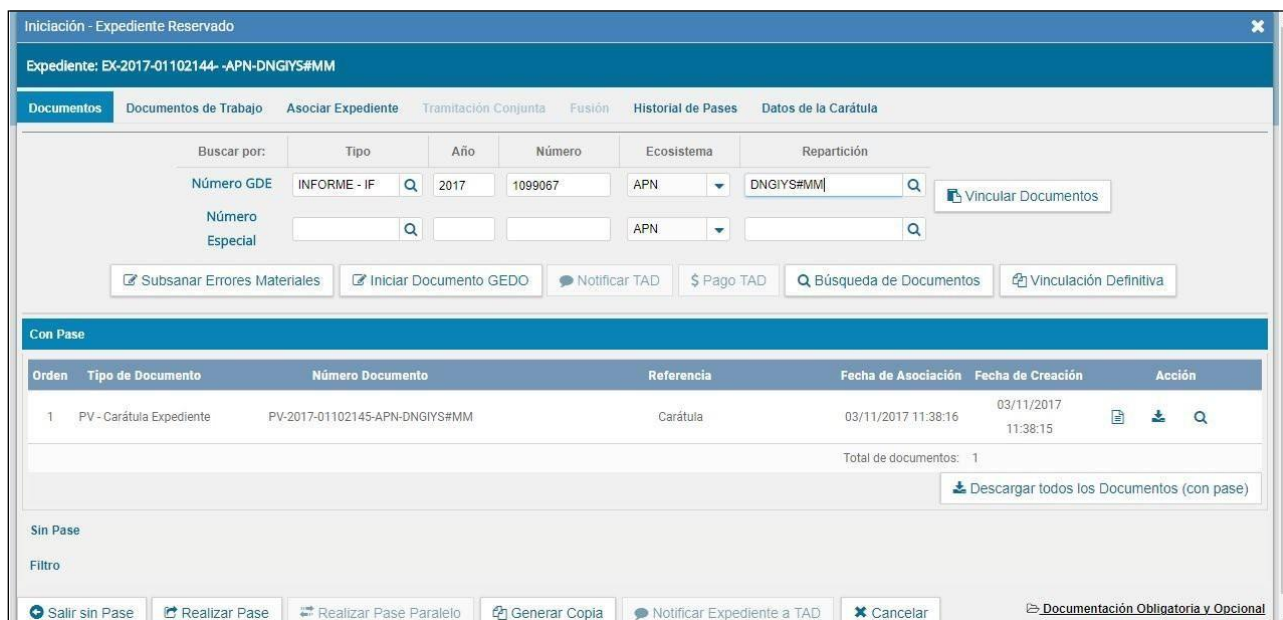 Iniciación - Expediente Reservado
Expediente: EX-2017-01102144- -APN-DNGIYS#MM
Documentos Documentos de Trabajo Asociar Expediente Tramitación Conjunta Fusión Historial de Pases Datos de la Carátula
Buscar por: Tipo Año Número Ecosistema Repartición
Número GDE INFORME - IF 2017 1099067 APN DNGIYS#MM Vincular Documentos
Número
Especial APN
Subsanar Errores Materiales Iniciar Documento GEDO Notificar TAD $ Pago TAD Búsqueda de Documentos Vinculación Definitiva
Con Pase
Orden Tipo de Documento Número Documento Referencia Fecha de Asociación Fecha de Creación Acción
1 PV - Carátula Expediente PV-2017-01102145-APN-DNGIYS#MM Carátula 03/11/2017 11:38:16 03/11/2017
11:38:15
Total de documentos: 1
Descargar todos los Documentos (con pase)
Sin Pase
Filtro
Salir sin Pase Realizar Pase Realizar Pase Paralelo Generar Copia Notificar Expediente a TAD Cancelar Documentación Obligatoria y Opcional